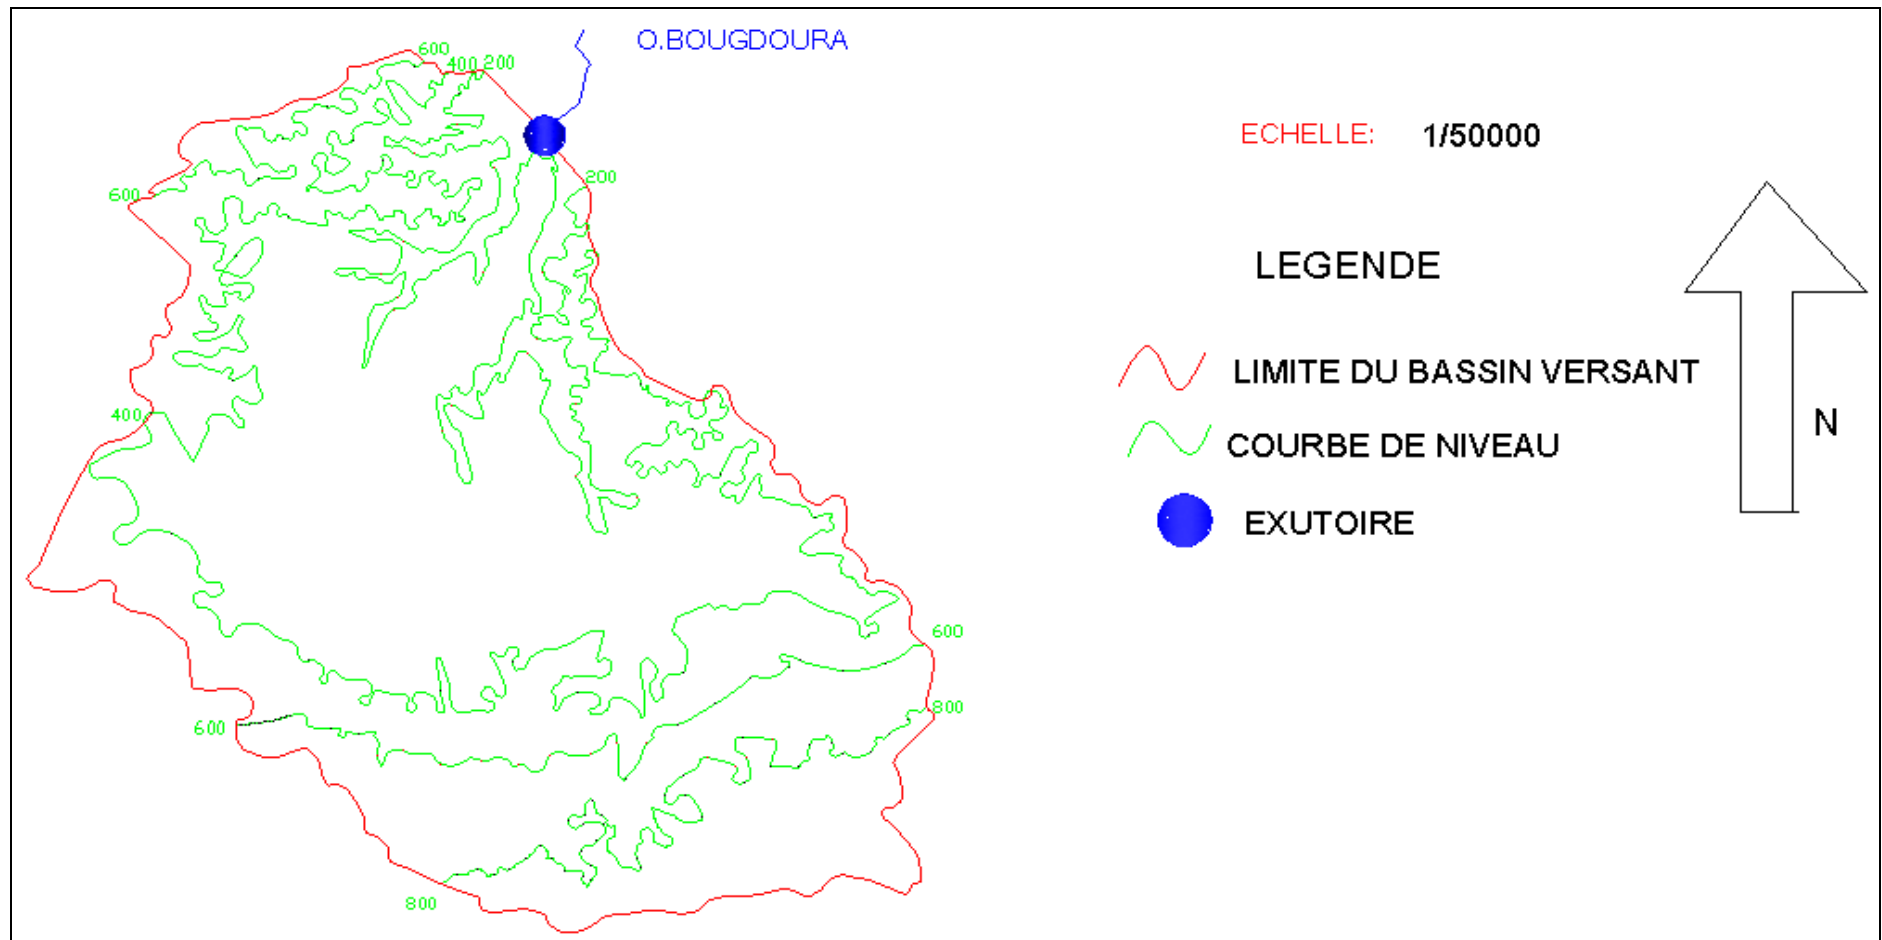 O.BOUGDOURA
600
400 200
ECHELLE: 1/50000
200
600
LEGENDE
LIMITE DU BASSIN VERSANT
400
N
COURBE DE NIVEAU
EXUTOIRE
600
800
600
800